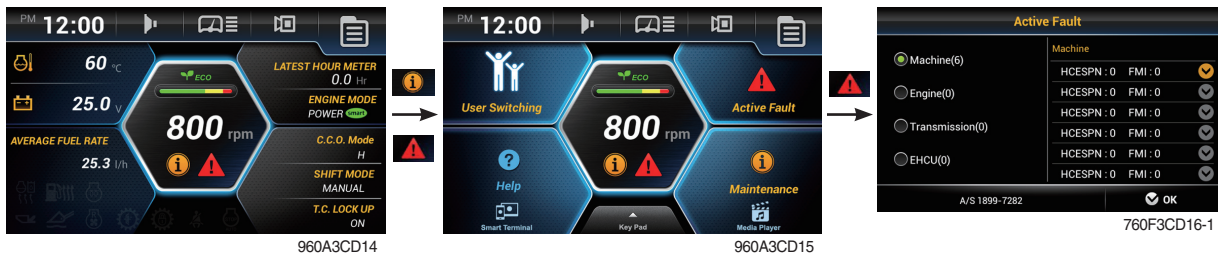 PM 12:00
60 °C
25.0 V
AVERAGE FUEL RATE
25.3 l/h
ECO
800 rpm
i
LATEST HOUR METER
0.0 Hr
ENGINE MODE
POWER smart
C.C.O. Mode
H
SHIFT MODE
MANUAL
T.C. LOCK UP
ON
960A3CD14
i
PM 12:00
User Switching
ECO
800 rpm
i
Active Fault
?
Help
Smart Terminal
Key Pad
i
Maintenance
Media Player
960A3CD15
Active Fault
Machine(6)
Engine(0)
Transmission(0)
EHCU(0)
Machine
HCESPN : 0 FMI : 0
HCESPN : 0 FMI : 0
HCESPN : 0 FMI : 0
HCESPN : 0 FMI : 0
HCESPN : 0 FMI : 0
HCESPN : 0 FMI : 0
A/S 1899-7282
OK
760F3CD16-1